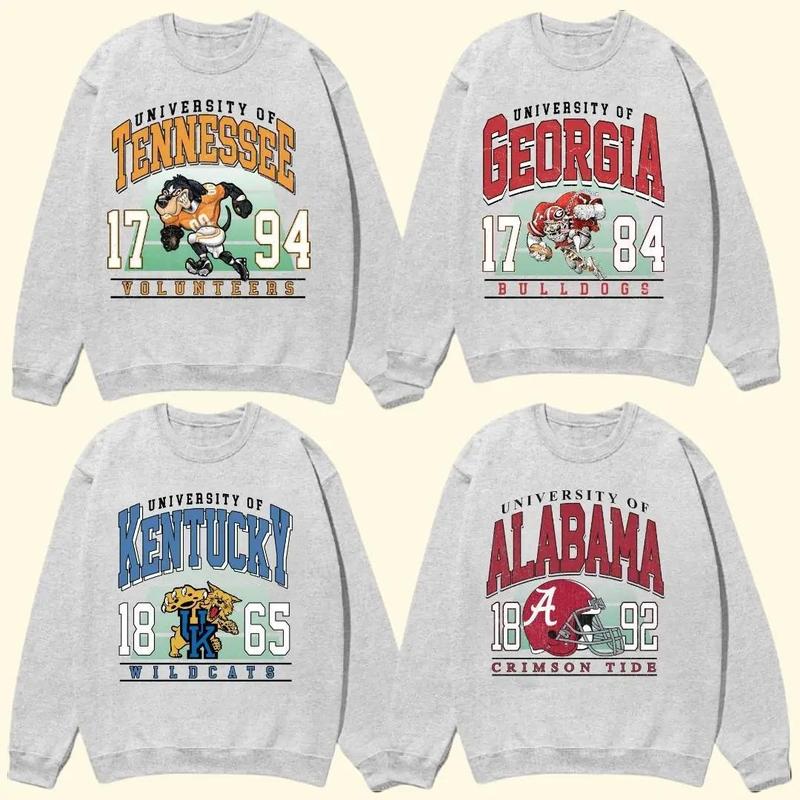 UNIVERSITY OF
TENNESSEE
17 94
VOLUNTEERS
UNIVERSITY OF
GEORGIA
17 84
BULLDOGS
UNIVERSITY OF
KENTUCKY
18 65
UK
WILDCATS
UNIVERSITY OF
ALABAMA
A
18 92
CRIMSON TIDE